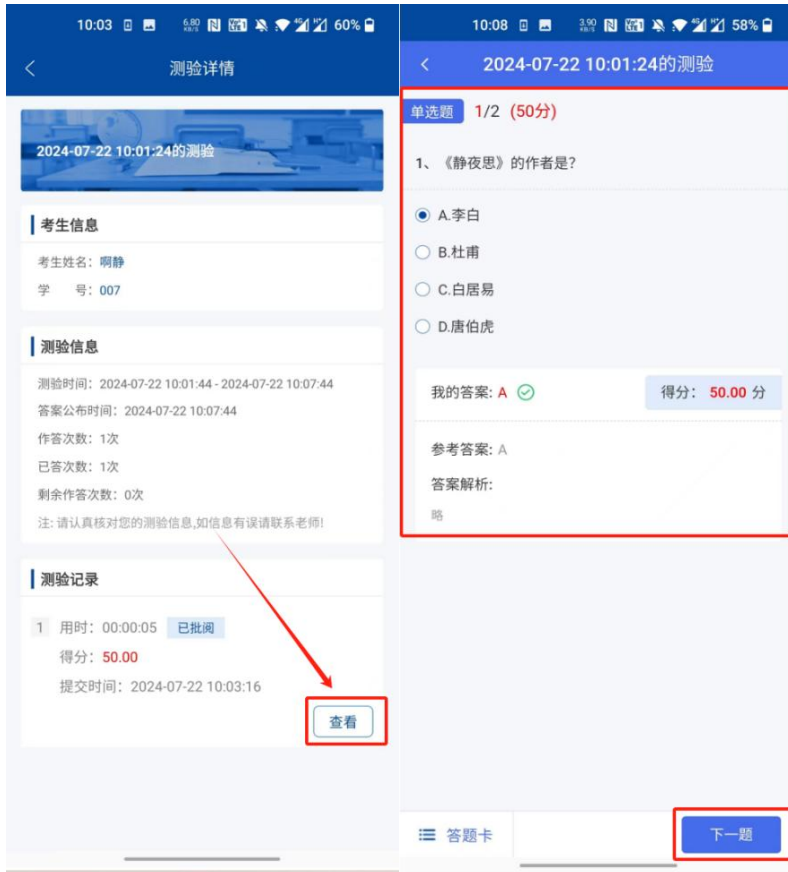 10:03
6.80
KB/S
60%
测验详情
2024-07-22 10:01:24的测验
考生信息
考生姓名：啊静
学 号：007
测验信息
测验时间：2024-07-22 10:01:44 - 2024-07-22 10:07:44
答案公布时间：2024-07-22 10:07:44
作答次数：1次
已答次数：1次
剩余作答次数：0次
注: 请认真核对您的测验信息,如信息有误请联系老师!
测验记录
1 用时：00:00:05 已批阅
得分：50.00
提交时间：2024-07-22 10:03:16
查看
10:08
3.90
KB/S
58%
2024-07-22 10:01:24的测验
单选题 1/2 (50分)
1、《静夜思》的作者是?
A.李白
B.杜甫
C.白居易
D.唐伯虎
我的答案: A 得分： 50.00 分
参考答案: A
答案解析:
略
答题卡
下一题